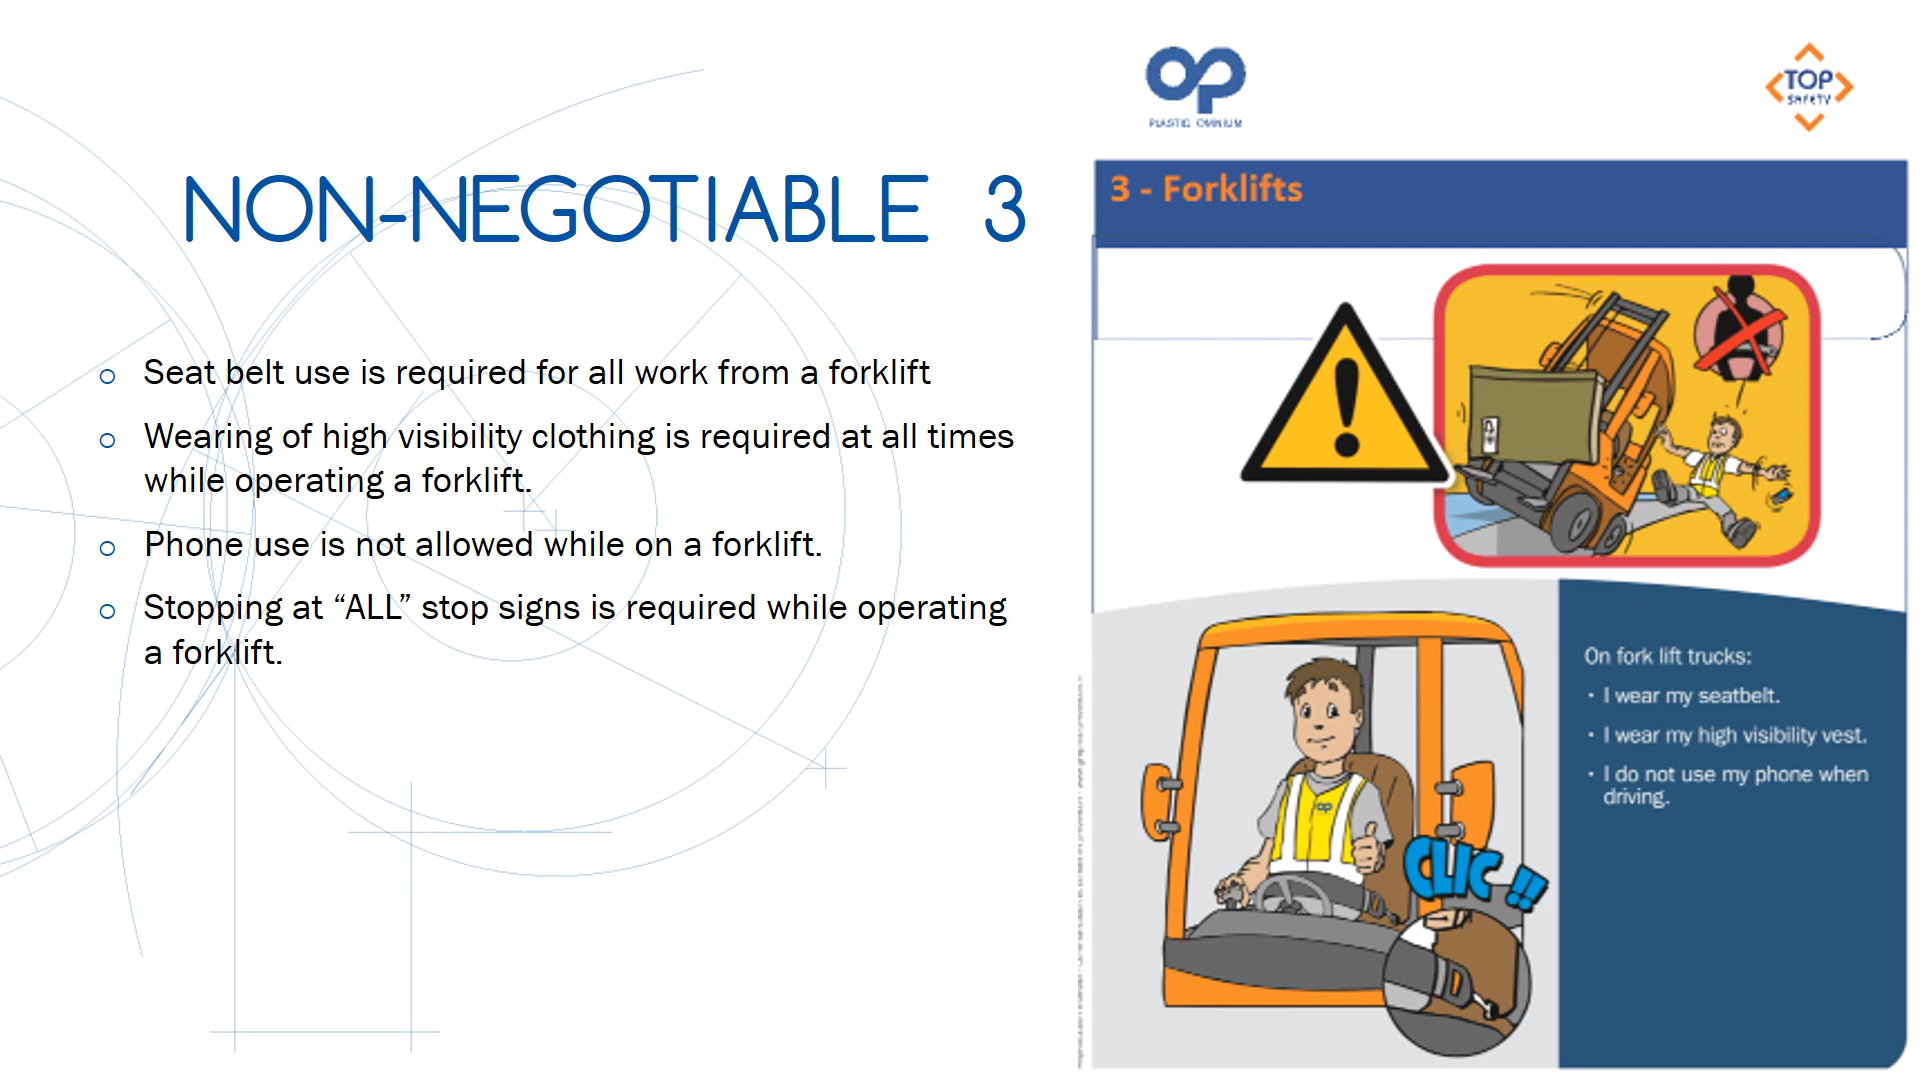 PLASTIC OMNIUM
TOP
SAFETY
NON-NEGOTIABLE 3
Seat belt use is required for all work from a forklift
Wearing of high visibility clothing is required at all times
while operating a forklift.
Phone use is not allowed while on a forklift.
Stopping at “ALL” stop signs is required while operating
a forklift.
3 - Forklifts
On fork lift trucks:
• I wear my seatbelt.
• I wear my high visibility vest.
• I do not use my phone when
driving.
CLIC !!